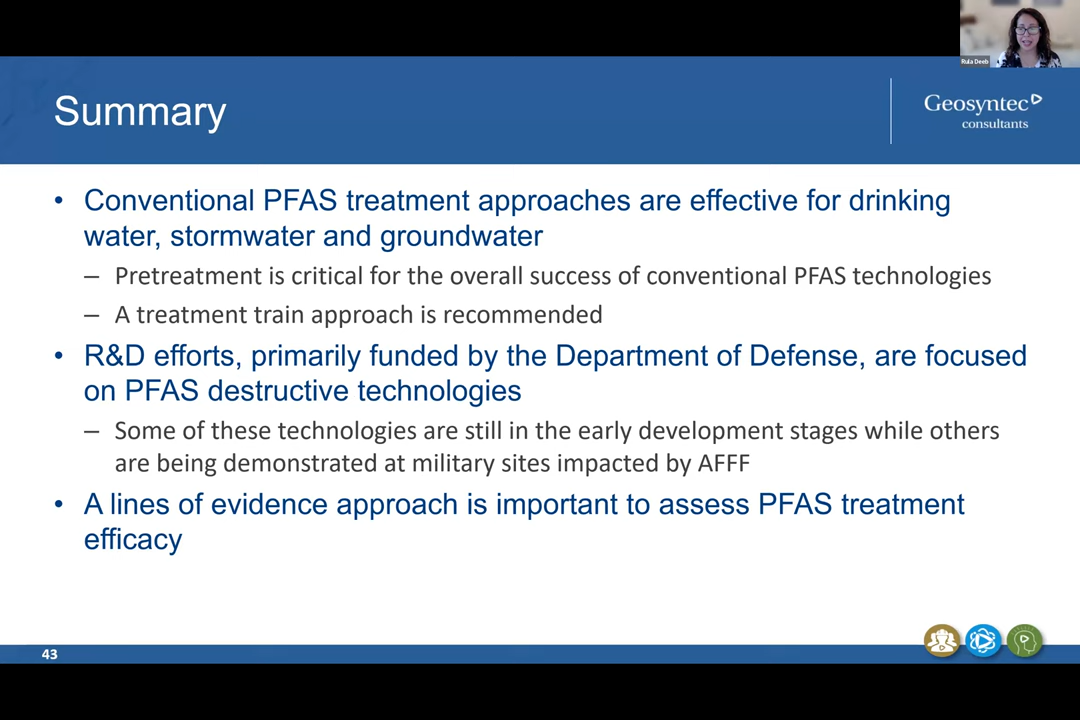 Rula Deeb
Summary
Geosyntec
consultants
• Conventional PFAS treatment approaches are effective for drinking
water, stormwater and groundwater
– Pretreatment is critical for the overall success of conventional PFAS technologies
– A treatment train approach is recommended
• R&D efforts, primarily funded by the Department of Defense, are focused
on PFAS destructive technologies
– Some of these technologies are still in the early development stages while others
are being demonstrated at military sites impacted by AFFF
• A lines of evidence approach is important to assess PFAS treatment
efficacy
43